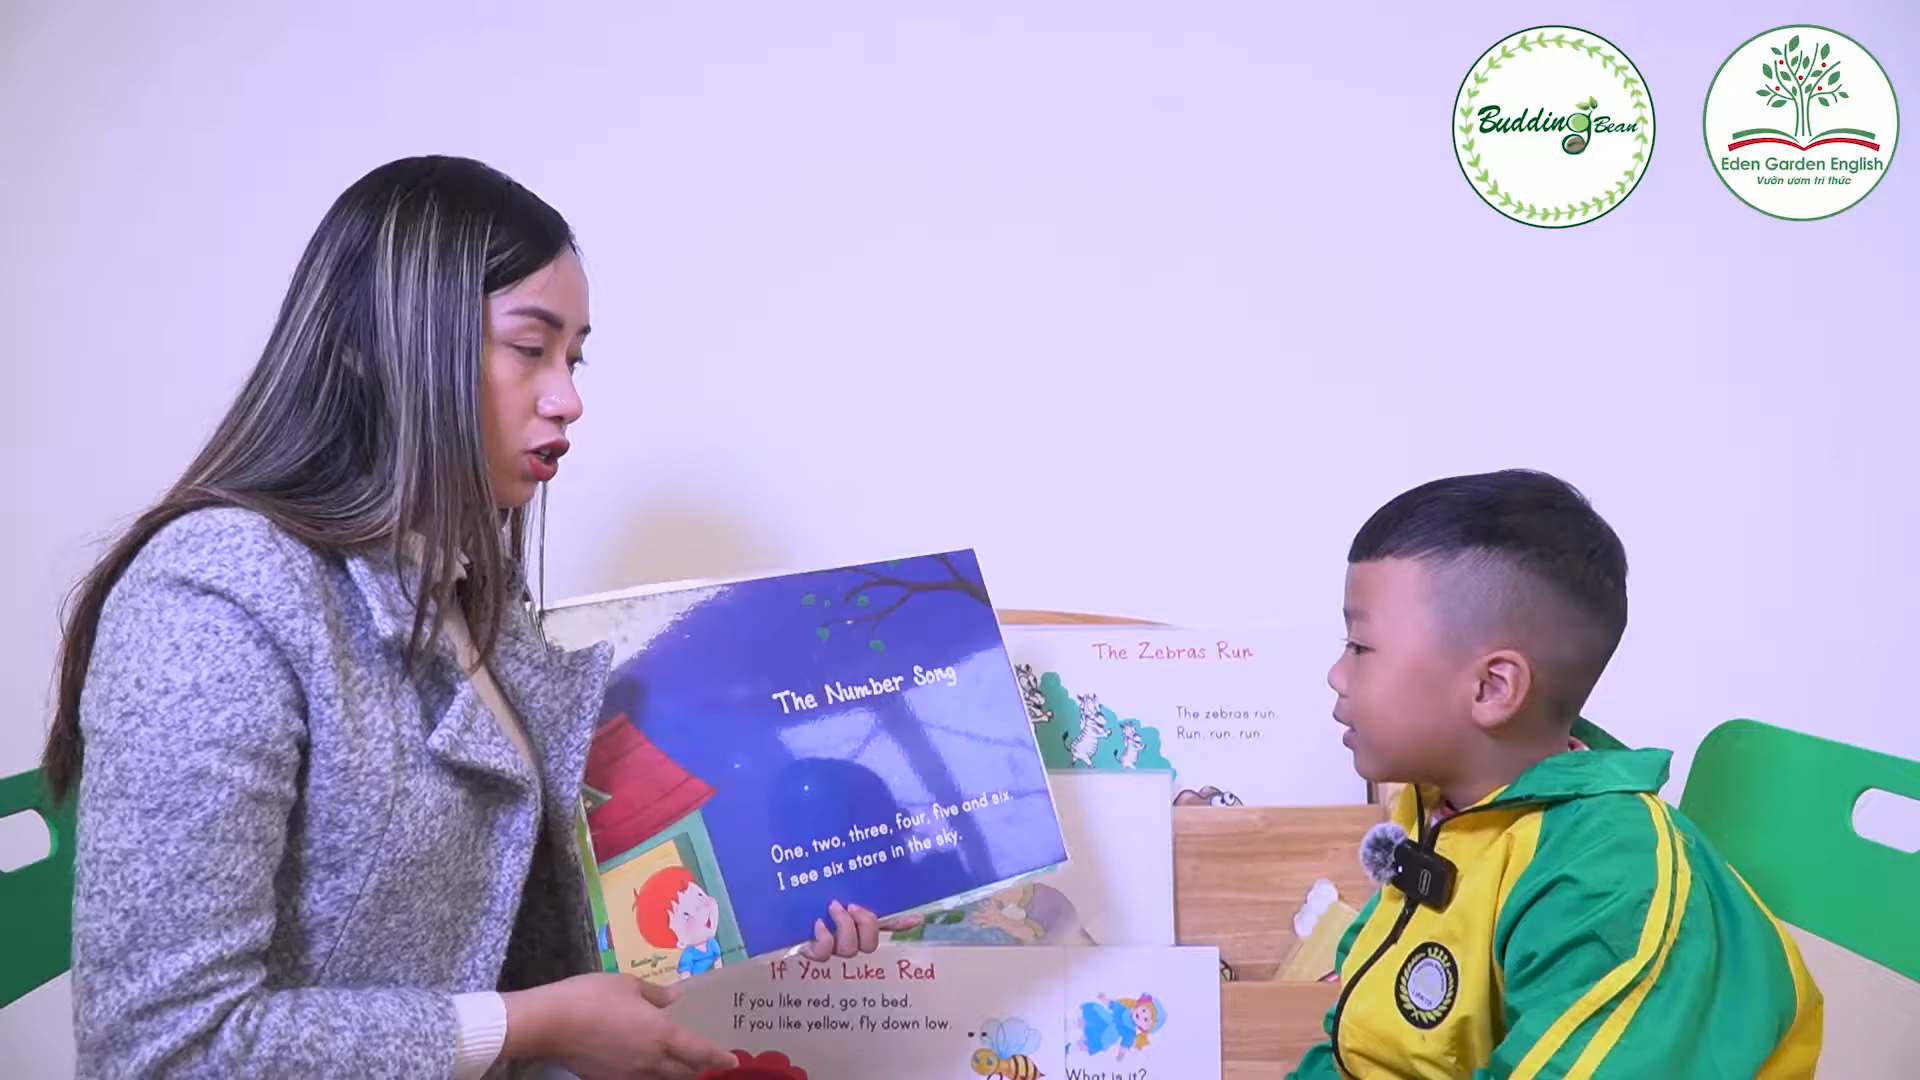 Budding Bean
Eden Garden English
Vườn ươm tri thức
The Number Song
One, two, three, four, five and six.
I see six stars in the sky.
The Zebras Run
The zebras run.
Run, run, run
If You Like Red
If you like red, go to bed.
If you like yellow, fly down low.
What is it?